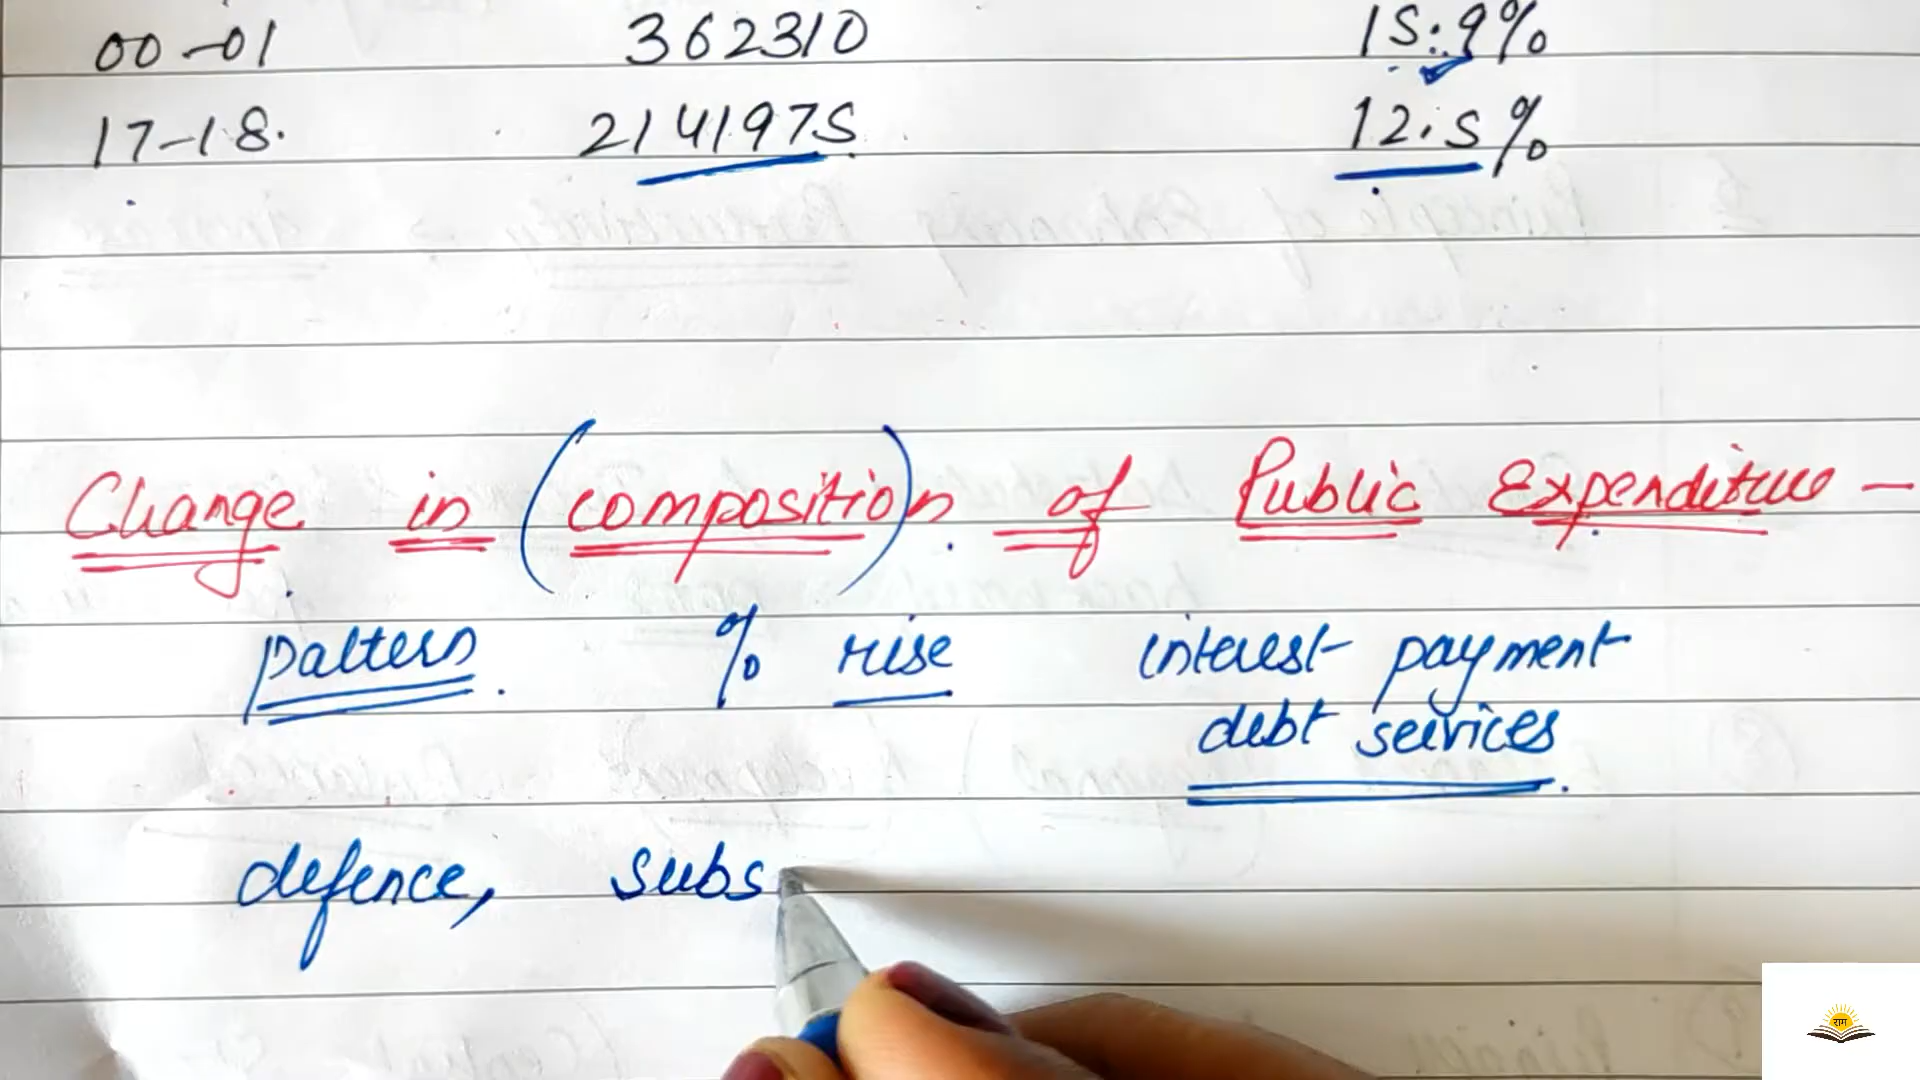 00-01 362310 15.9%
17-18. 2141975 12.5%
Change in (composition) of Public Expenditure -
pattern. % rise interest payment
debt services.
defence, subs
राम